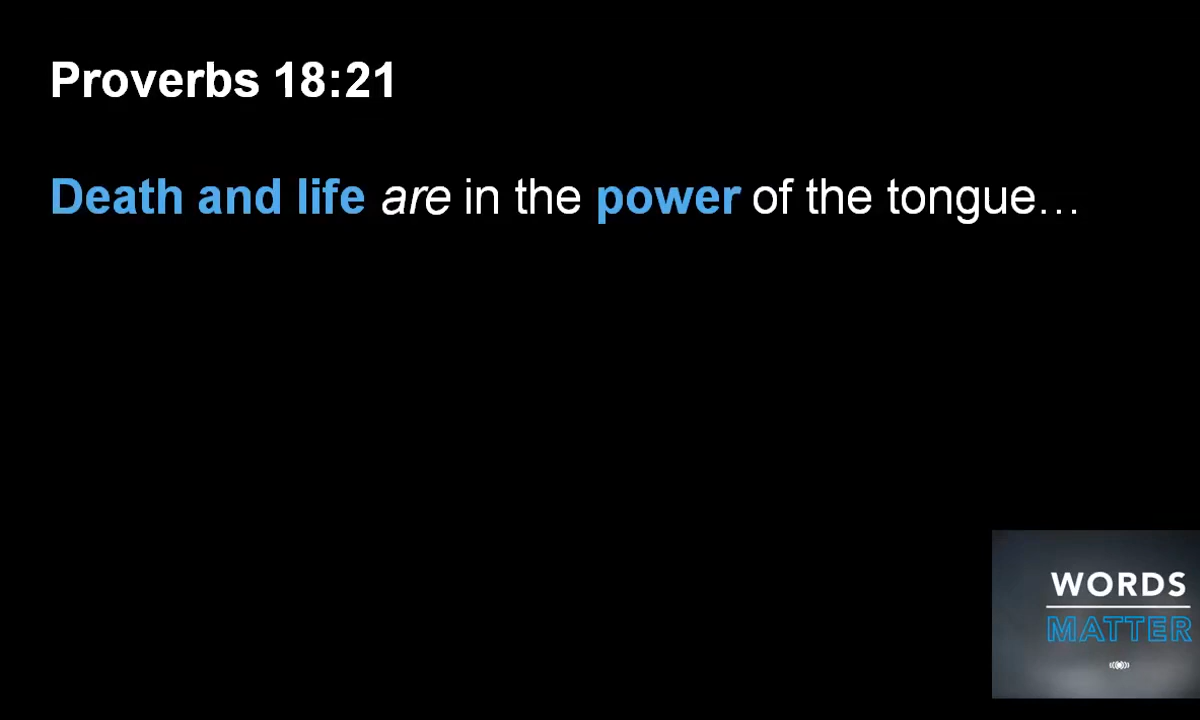 Proverbs 18:21
Death and life are in the power of the tongue…
WORDS
MATTER